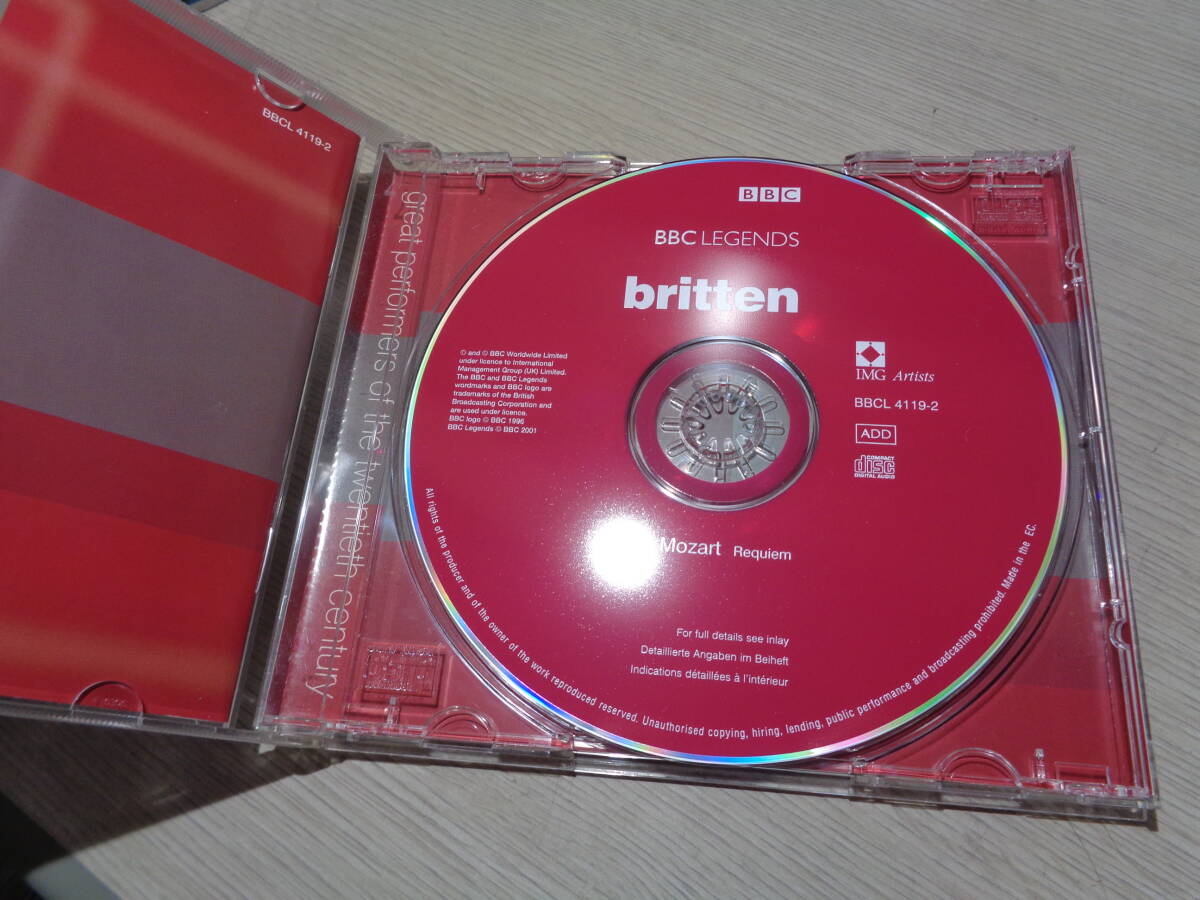 BBCL 4119-2
great performers of the twentieth century
BBC
BBC LEGENDS
britten
℗ and © BBC Worldwide Limited
under licence to International
Management Group (UK) Limited.
The BBC and BBC Legends
wordmarks and BBC logo are
trademarks of the British
Broadcasting Corporation and
are used under licence.
BBC logo © BBC 1996
BBC Legends © BBC 2001
IMG Artists
BBCL 4119-2
ADD
COMPACT
disc
DIGITAL AUDIO
Mozart Requiem
For full details see inlay
Detaillierte Angaben im Beiheft
Indications détaillées à l'intérieur
All rights of the producer and of the owner of the work reproduced reserved. Unauthorised copying, hiring, lending, public performance and broadcasting prohibited. Made in the EC.